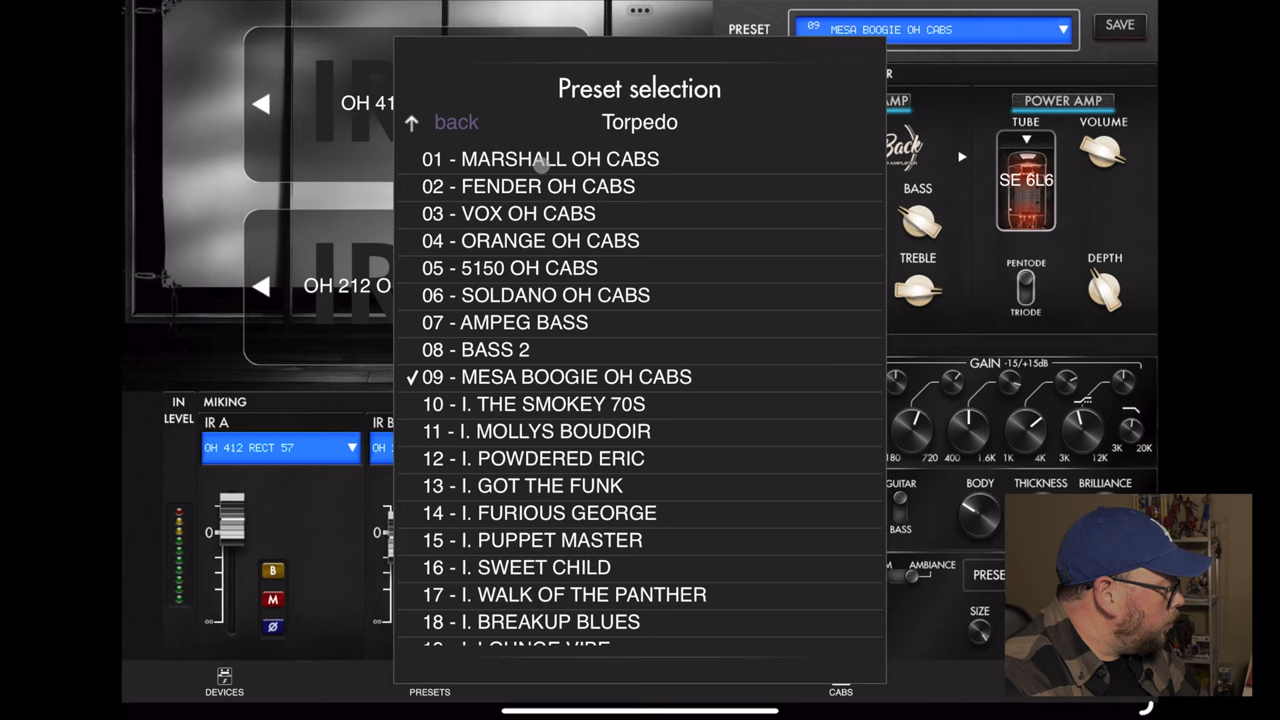 PRESET
09 MESA BOOGIE OH CABS
SAVE
Preset selection
back
Torpedo
01 - MARSHALL OH CABS
02 - FENDER OH CABS
03 - VOX OH CABS
04 - ORANGE OH CABS
05 - 5150 OH CABS
06 - SOLDANO OH CABS
07 - AMPEG BASS
08 - BASS 2
✓ 09 - MESA BOOGIE OH CABS
10 - I. THE SMOKEY 70S
11 - I. MOLLYS BOUDOIR
12 - I. POWDERED ERIC
13 - I. GOT THE FUNK
14 - I. FURIOUS GEORGE
15 - I. PUPPET MASTER
16 - I. SWEET CHILD
17 - I. WALK OF THE PANTHER
18 - I. BREAKUP BLUES
IR
OH 41
IR
OH 212 O
R
AMP
POWER AMP
Back
TUBE
VOLUME
SE 6L6
BASS
TREBLE
PENTODE
TRIODE
DEPTH
GAIN -15/+15dB
180 720 400 1.6K 1K 4K 3K 12K
3K 20K
GUITAR
BASS
BODY
THICKNESS
BRILLIANCE
AMBIANCE
PRESE
SIZE
IN LEVEL
MIKING
IR A
OH 412 RECT 57
IR B
OH
0
∞
B
M
Ø
0
∞
DEVICES
PRESETS
CABS